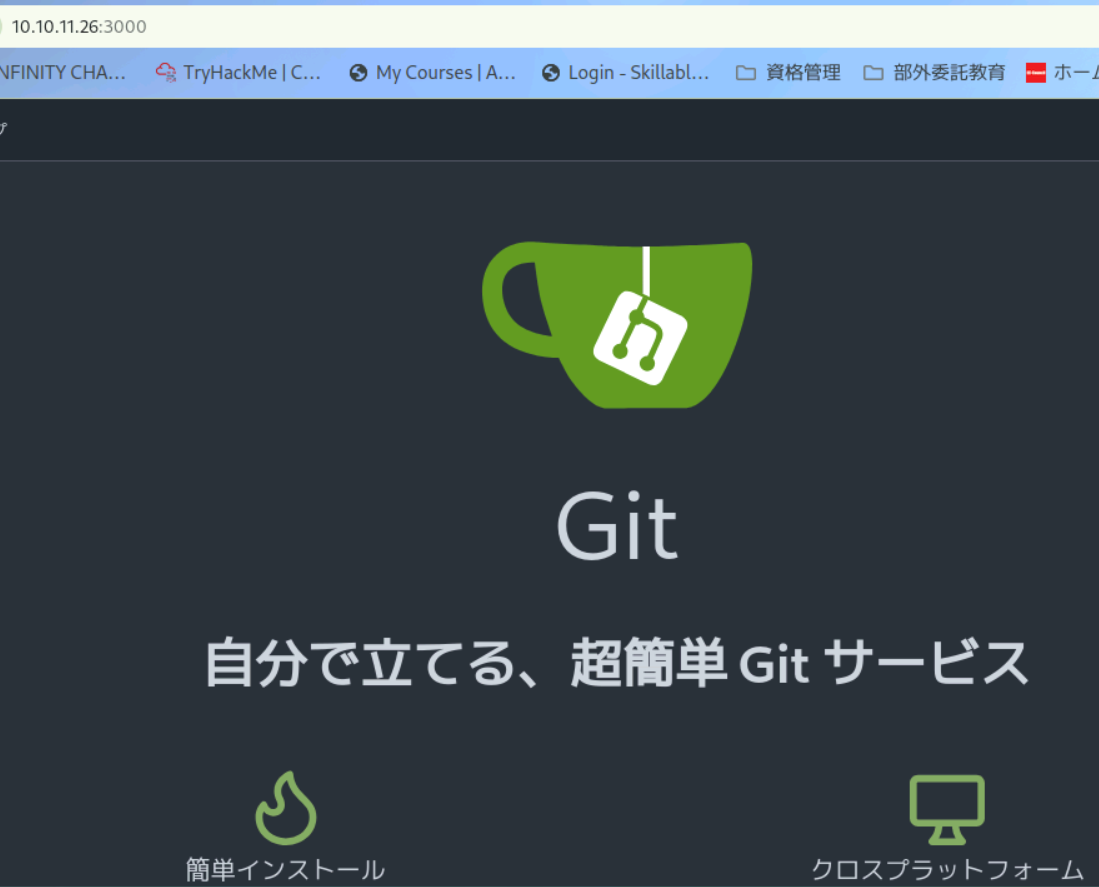 10.10.11.26:3000
NFINITY CHA... TryHackMe | C... My Courses | A... Login - Skillabl... 資格管理 部外委託教育 ホーム
プ
Git
自分で立てる、超簡単 Git サービス
簡単インストール クロスプラットフォーム